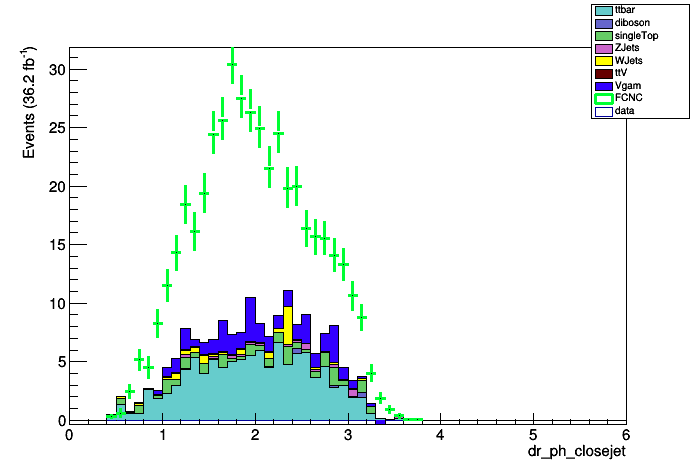 ttbar
diboson
singleTop
ZJets
WJets
ttV
Vgam
FCNC
data
Events (36.2 fb⁻¹)
30
25
20
15
10
5
0
0 1 2 3 4 5 6
dr_ph_closejet